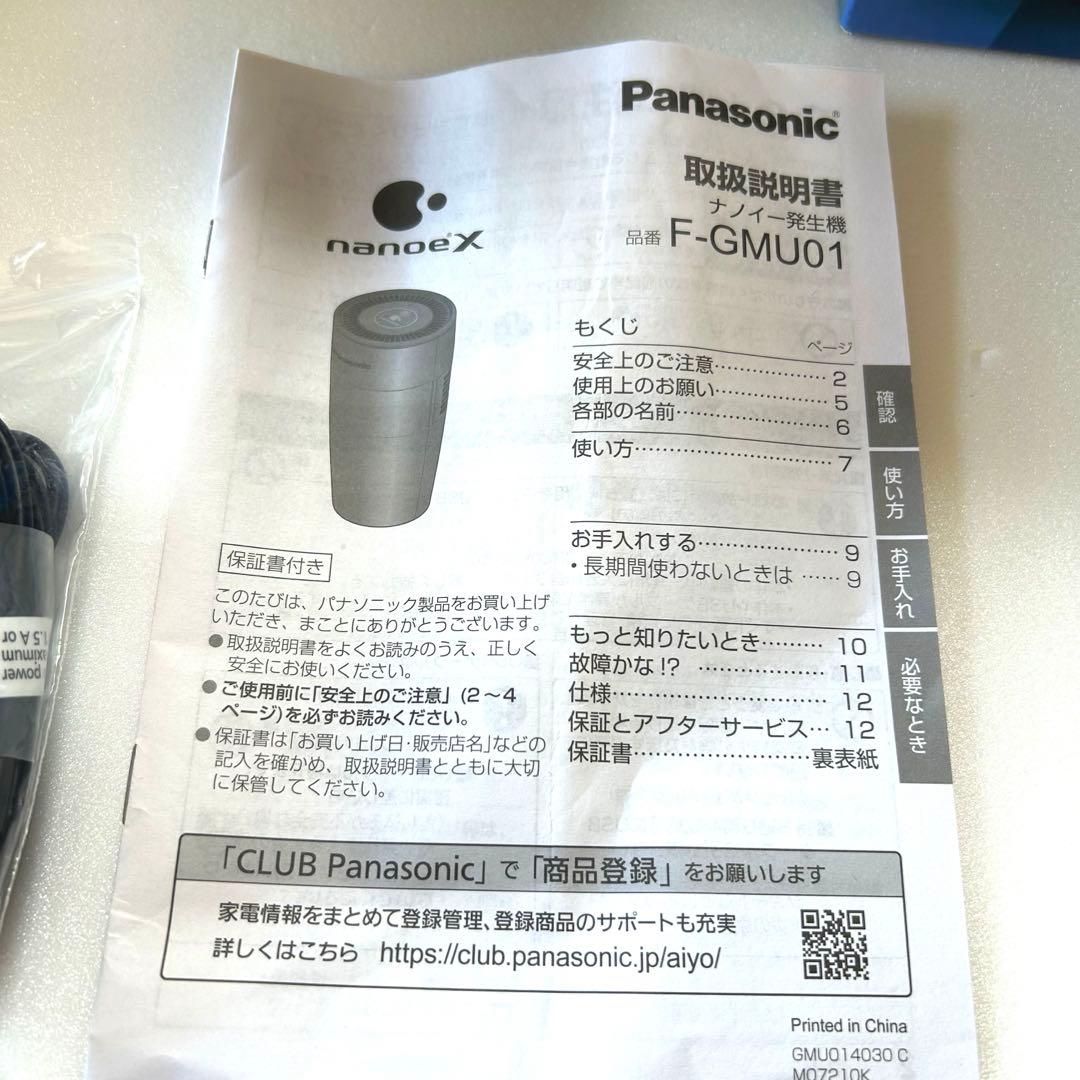 Panasonic®
取扱説明書
ナノイー発生機
品番 F-GMU01
nanoe X
もくじ
ページ
安全上のご注意 2
使用上のお願い 5
各部の名前 6
使い方 7
お手入れする 9
・長期間使わないときは 9
もっと知りたいとき 10
故障かな!? 11
仕様 12
保証とアフターサービス 12
保証書 裏表紙
確認
使い方
お手入れ
必要なとき
保証書付き
このたびは、パナソニック製品をお買い上げ
いただき、まことにありがとうございます。
●取扱説明書をよくお読みのうえ、正しく
安全にお使いください。
●ご使用前に「安全上のご注意」(2〜4
ページ)を必ずお読みください。
●保証書は「お買い上げ日・販売店名」などの
記入を確かめ、取扱説明書とともに大切
に保管してください。
「CLUB Panasonic」で「商品登録」をお願いします
家電情報をまとめて登録管理、登録商品のサポートも充実
詳しくはこちら https://club.panasonic.jp/aiyo/
Printed in China
GMU014030 C
M07210K
power
aximum
1.5 A or